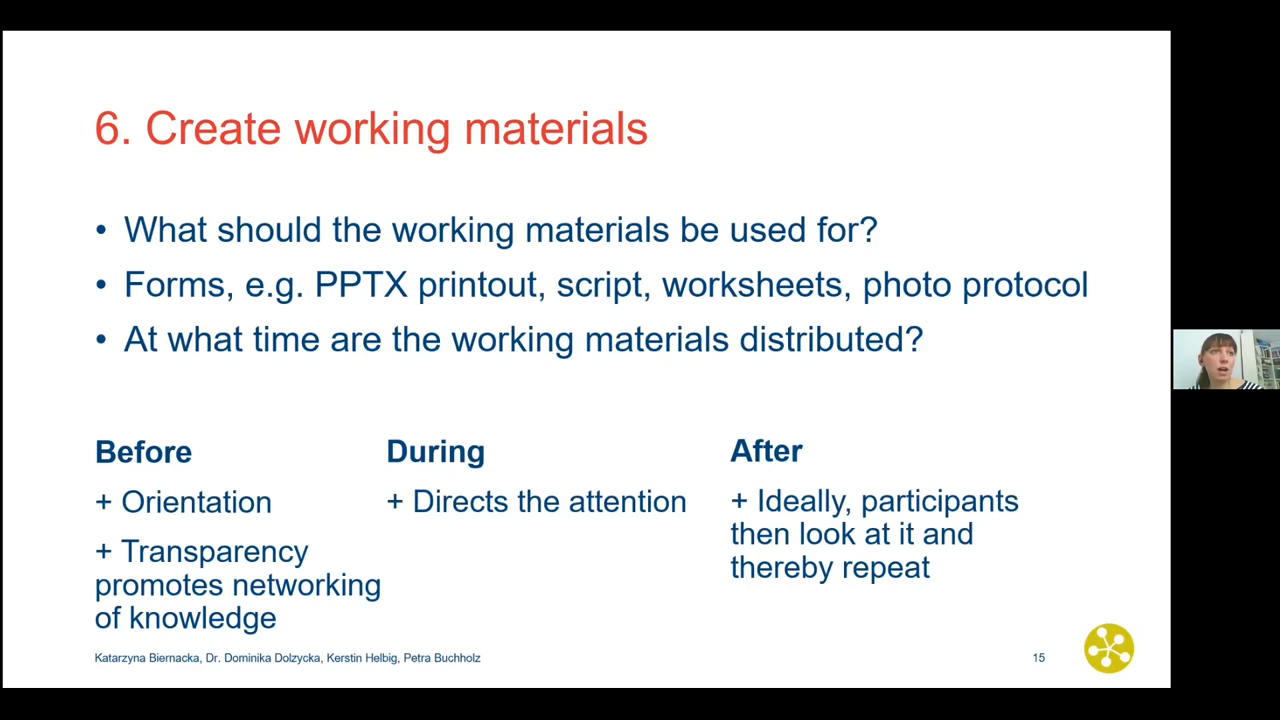 6. Create working materials
• What should the working materials be used for?
• Forms, e.g. PPTX printout, script, worksheets, photo protocol
• At what time are the working materials distributed?
Before
+ Orientation
+ Transparency
promotes networking
of knowledge
During
+ Directs the attention
After
+ Ideally, participants
then look at it and
thereby repeat
Katarzyna Biernacka, Dr. Dominika Dolzycka, Kerstin Helbig, Petra Buchholz
15